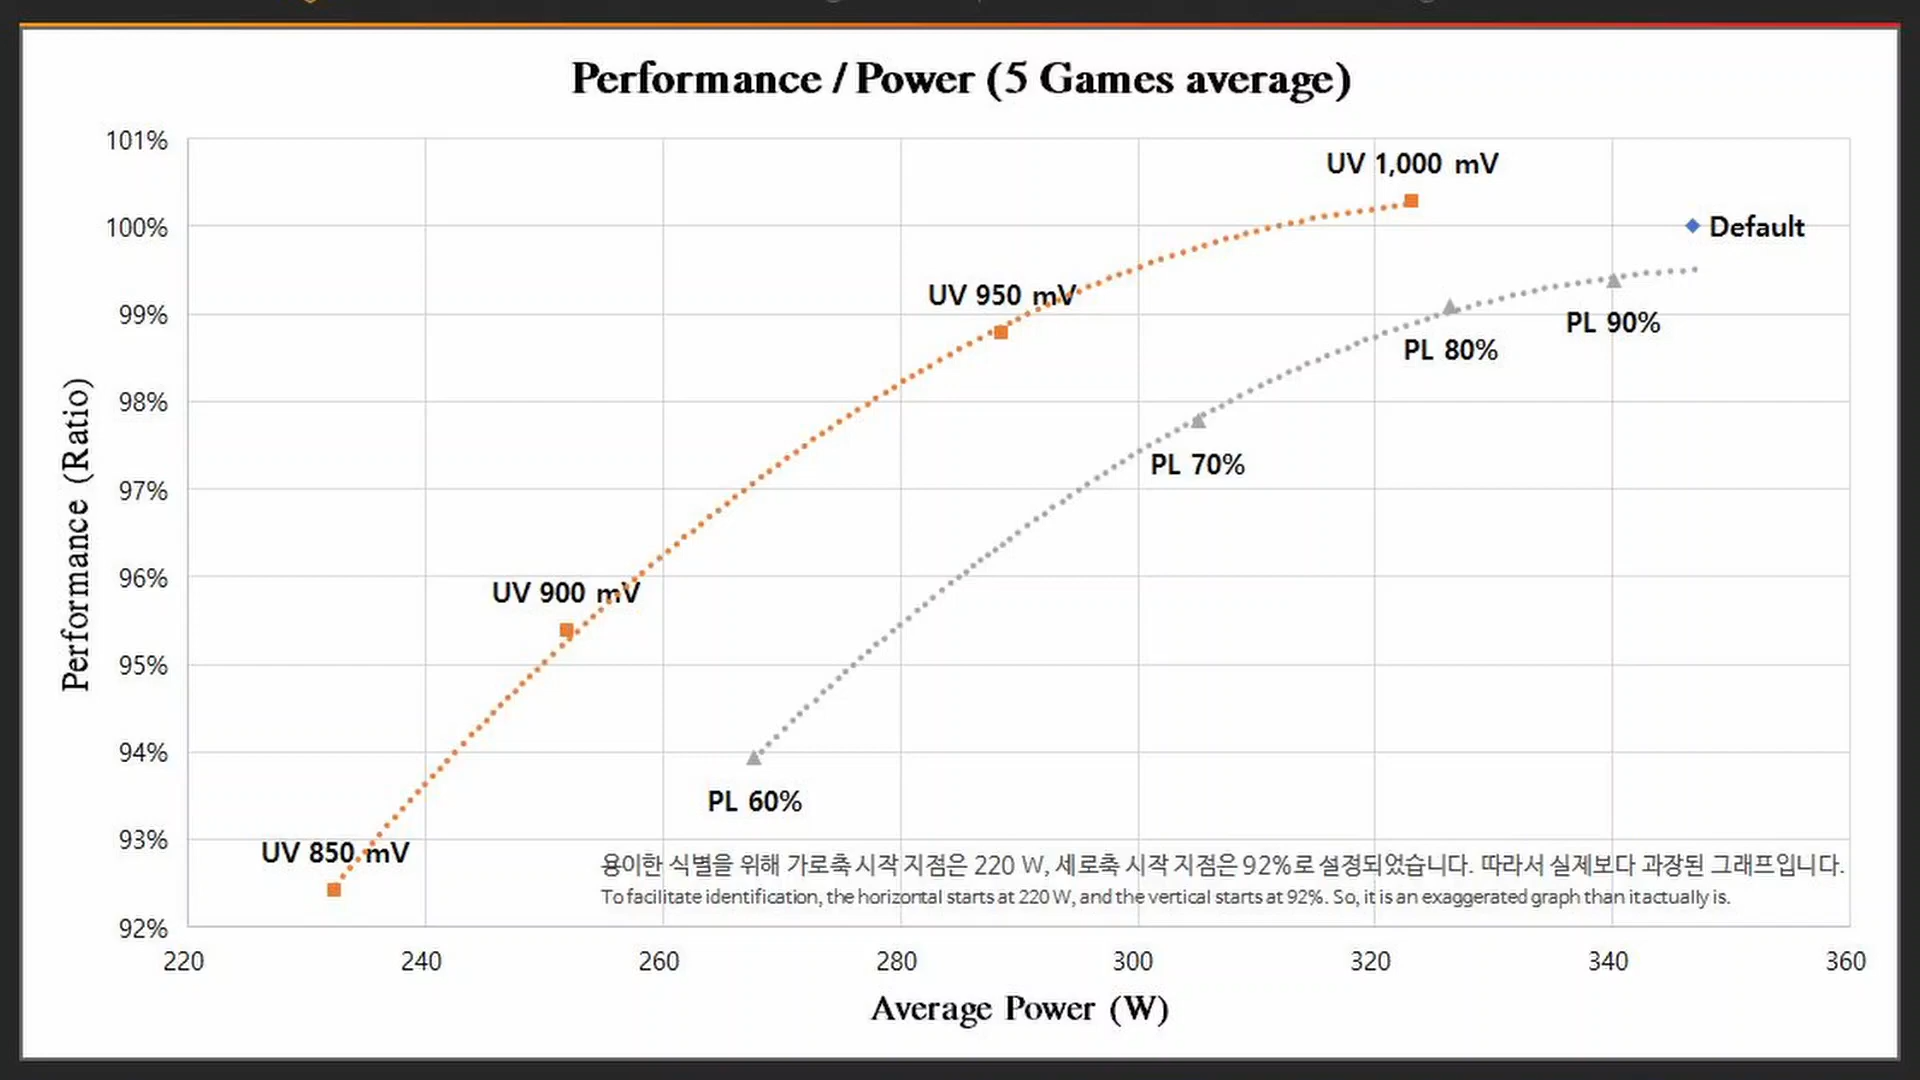 Performance / Power (5 Games average)
101%
100%
99%
98%
97%
96%
95%
94%
93%
92%
Performance (Ratio)
UV 1,000 mV
Default
UV 950 mV
PL 90%
PL 80%
PL 70%
UV 900 mV
PL 60%
UV 850 mV
용이한 식별을 위해 가로축 시작 지점은 220 W, 세로축 시작 지점은 92%로 설정되었습니다. 따라서 실제보다 과장된 그래프입니다.
To facilitate identification, the horizontal starts at 220 W, and the vertical starts at 92%. So, it is an exaggerated graph than it actually is.
220 240 260 280 300 320 340 360
Average Power (W)